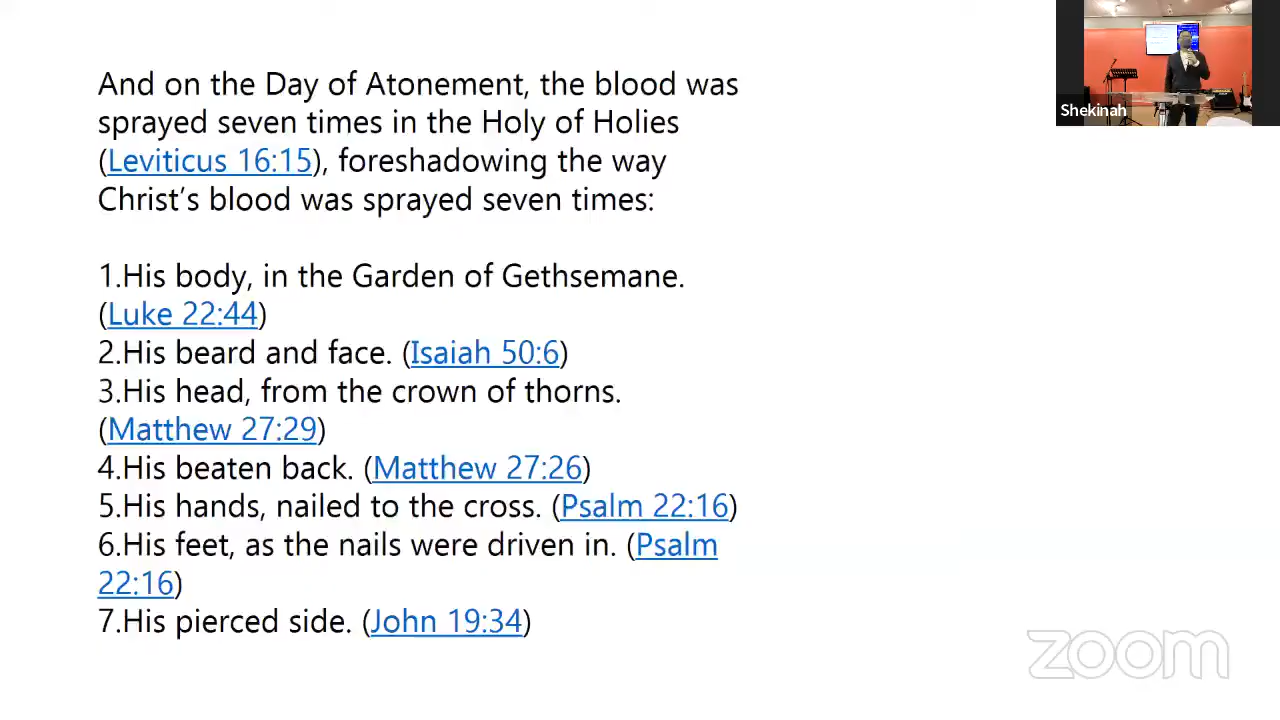 And on the Day of Atonement, the blood was
sprayed seven times in the Holy of Holies
(Leviticus 16:15), foreshadowing the way
Christ’s blood was sprayed seven times:
1.His body, in the Garden of Gethsemane.
(Luke 22:44)
2.His beard and face. (Isaiah 50:6)
3.His head, from the crown of thorns.
(Matthew 27:29)
4.His beaten back. (Matthew 27:26)
5.His hands, nailed to the cross. (Psalm 22:16)
6.His feet, as the nails were driven in. (Psalm
22:16)
7.His pierced side. (John 19:34)
Shekinah
zoom